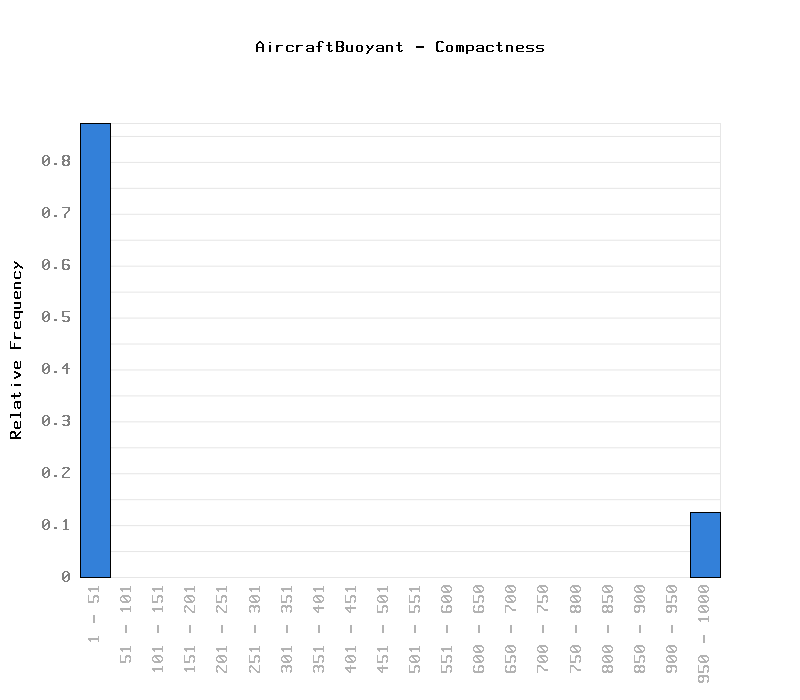 AircraftBuoyant - Compactness
Relative Frequency
0.8
0.7
0.6
0.5
0.4
0.3
0.2
0.1
0
1 - 51
51 - 101
101 - 151
151 - 201
201 - 251
251 - 301
301 - 351
351 - 401
401 - 451
451 - 501
501 - 551
551 - 600
600 - 650
650 - 700
700 - 750
750 - 800
800 - 850
850 - 900
900 - 950
950 - 1000